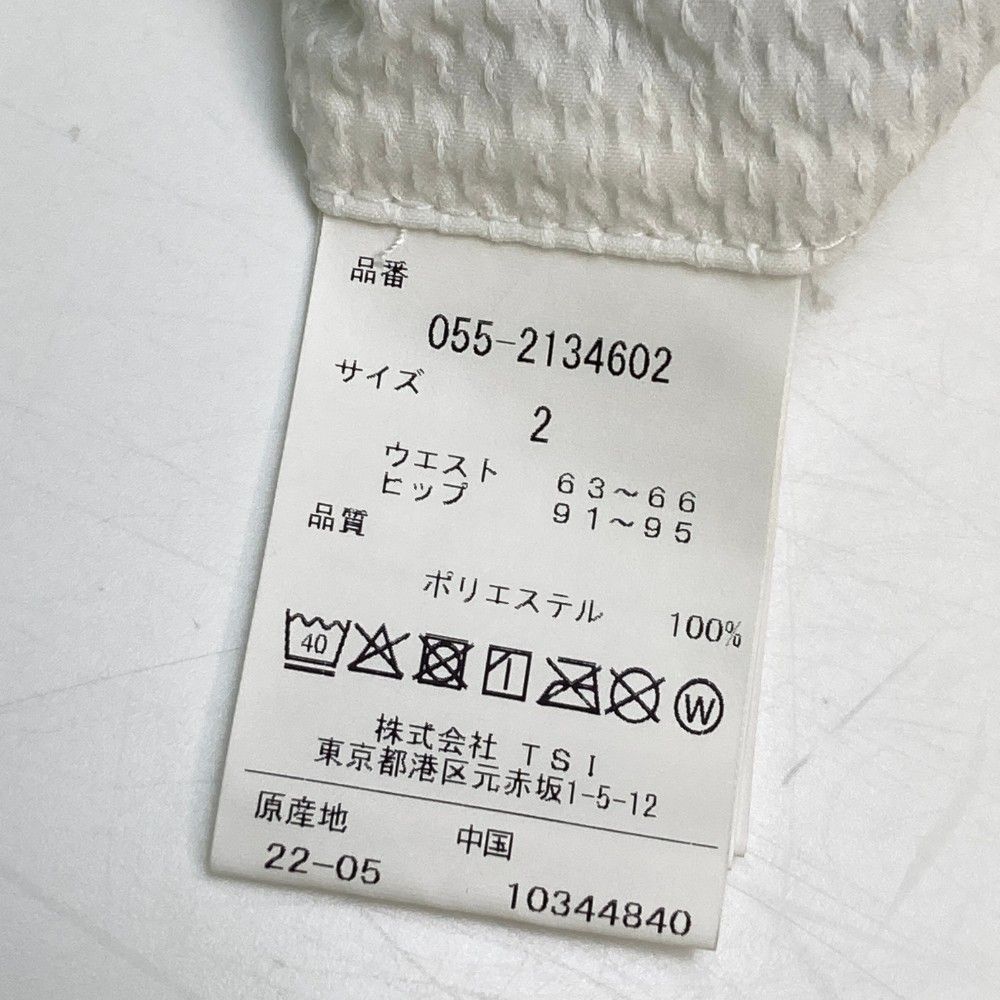 品番
055-2134602
サイズ
2
ウエスト 63~66
ヒップ 91~95
品質
ポリエステル 100%
40
W
株式会社 TSI
東京都港区元赤坂1-5-12
原産地 中国
22-05 10344840